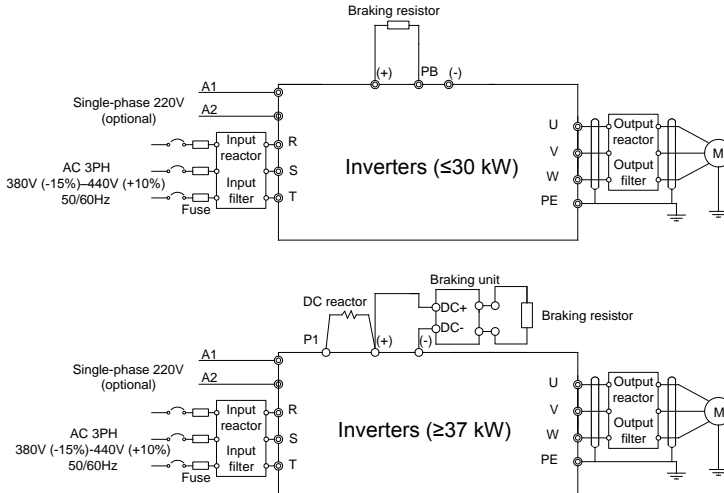 Braking resistor
(+)
PB
(-)
A1
Single-phase 220V
(optional)
A2
Input
reactor
Input
filter
R
S
T
AC 3PH
380V (-15%)–440V (+10%)
50/60Hz
Fuse
Inverters (≤30 kW)
U
V
W
PE
Output
reactor
Output
filter
M
Braking unit
DC reactor
DC+
DC-
Braking resistor
P1
(+)
(-)
A1
Single-phase 220V
(optional)
A2
Input
reactor
Input
filter
R
S
T
AC 3PH
380V (-15%)-440V (+10%)
50/60Hz
Fuse
Inverters (≥37 kW)
U
V
W
PE
Output
reactor
Output
filter
M